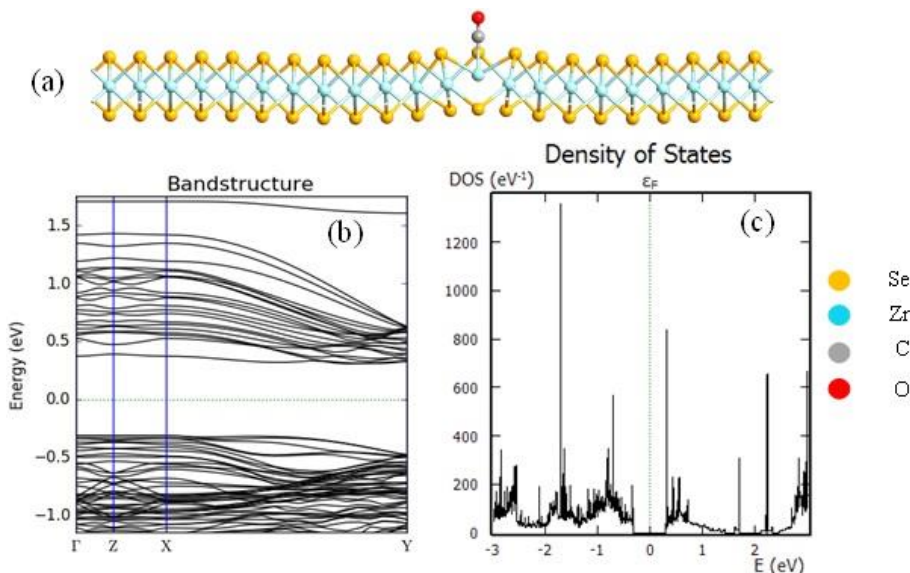 (a)
Bandstructure
(b)
Energy (eV)
1.5
1.0
0.5
0.0
−0.5
−1.0
Γ Z X Y
Density of States
DOS (eV⁻¹)
εF
(c)
1200
1000
800
600
400
200
0
-3 -2 -1 0 1 2
E (eV)
Se
Zr
C
O